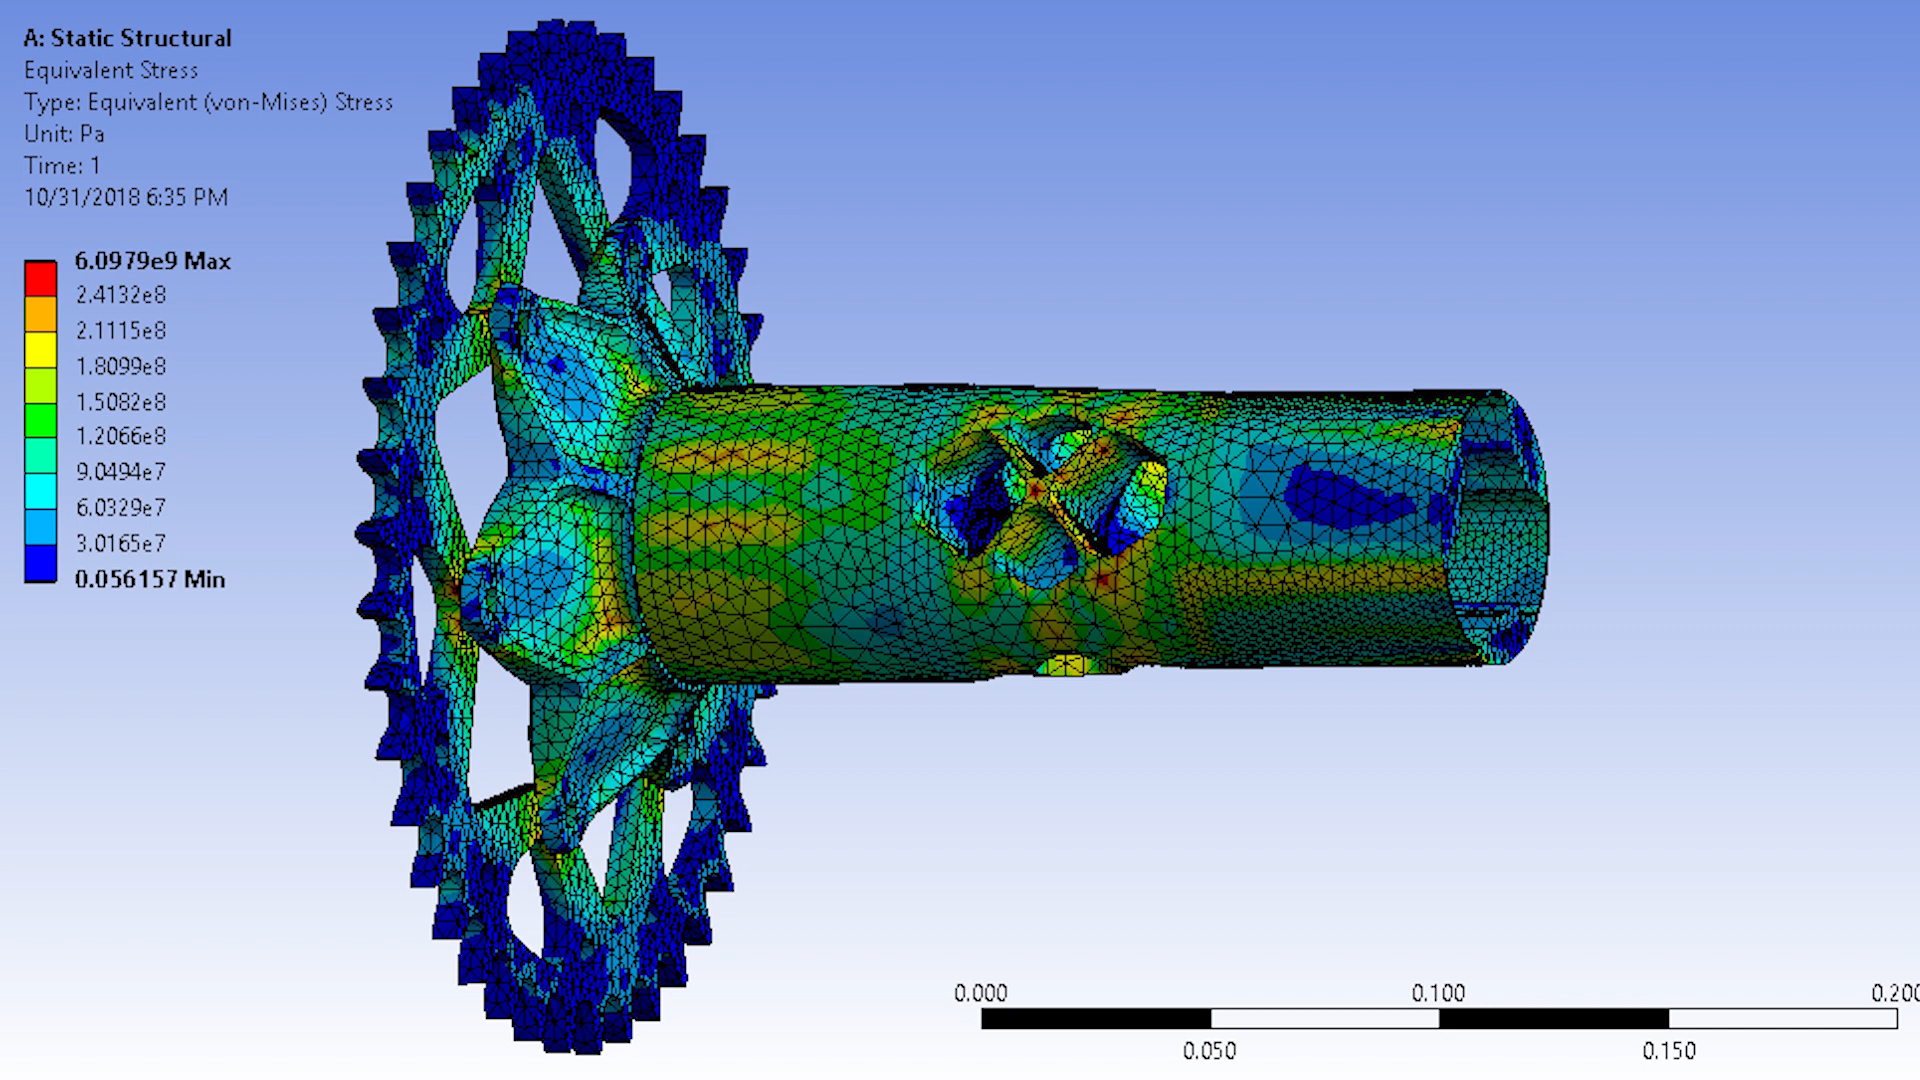 A: Static Structural
Equivalent Stress
Type: Equivalent (von-Mises) Stress
Unit: Pa
Time: 1
10/31/2018 6:35 PM
6.0979e9 Max
2.4132e8
2.1115e8
1.8099e8
1.5082e8
1.2066e8
9.0494e7
6.0329e7
3.0165e7
0.056157 Min
0.000 0.100 0.200
0.050 0.150